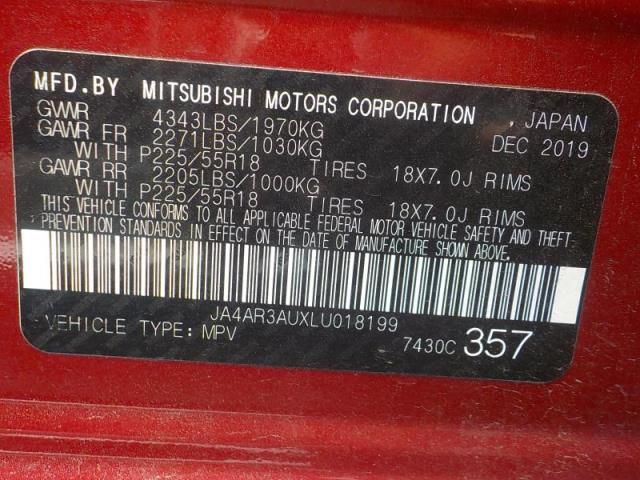 MFD.BY MITSUBISHI MOTORS CORPORATION , JAPAN
GVWR 4343LBS/1970KG DEC 2019
GAWR FR 2271LBS/1030KG
WITH P225/55R18 TIRES 18X7.0J RIMS
GAWR RR 2205LBS/1000KG
WITH P225/55R18 TIRES 18X7.0J RIMS
THIS VEHICLE CONFORMS TO ALL APPLICABLE FEDERAL MOTOR VEHICLE SAFETY AND THEFT
PREVENTION STANDARDS IN EFFECT ON THE DATE OF MANUFACTURE SHOWN ABOVE.
JA4AR3AUXLU018199
VEHICLE TYPE: MPV 7430C 357